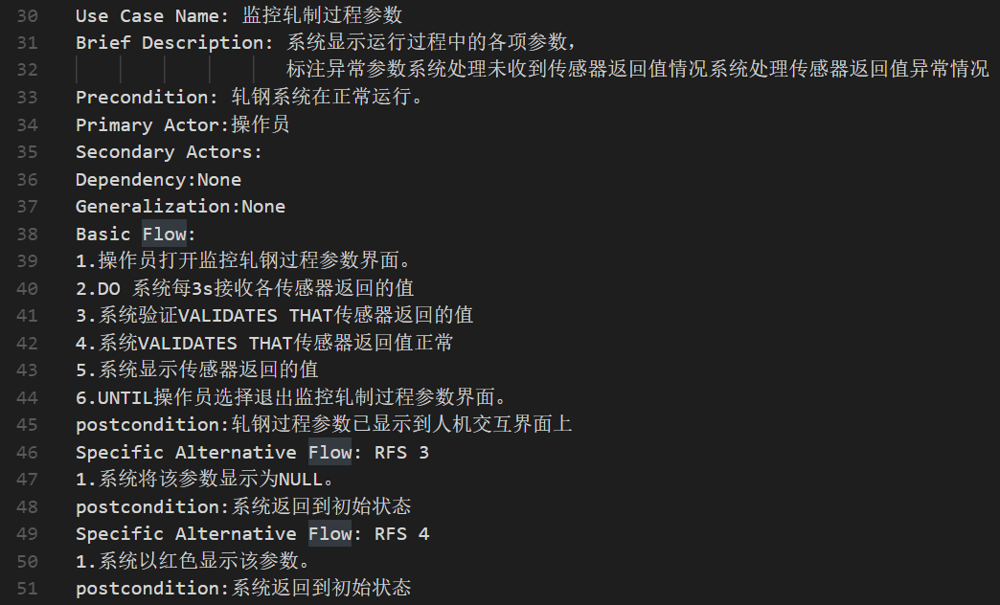 30 Use Case Name: 监控轧制过程参数
31 Brief Description: 系统显示运行过程中的各项参数,
32 标注异常参数系统处理未收到传感器返回值情况系统处理传感器返回值异常情况
33 Precondition: 轧钢系统在正常运行。
34 Primary Actor:操作员
35 Secondary Actors:
36 Dependency:None
37 Generalization:None
38 Basic Flow:
39 1.操作员打开监控轧钢过程参数界面。
40 2.DO 系统每3s接收各传感器返回的值
41 3.系统验证VALIDATES THAT传感器返回的值
42 4.系统VALIDATES THAT传感器返回值正常
43 5.系统显示传感器返回的值
44 6.UNTIL操作员选择退出监控轧制过程参数界面。
45 postcondition:轧钢过程参数已显示到人机交互界面上
46 Specific Alternative Flow: RFS 3
47 1.系统将该参数显示为NULL。
48 postcondition:系统返回到初始状态
49 Specific Alternative Flow: RFS 4
50 1.系统以红色显示该参数。
51 postcondition:系统返回到初始状态